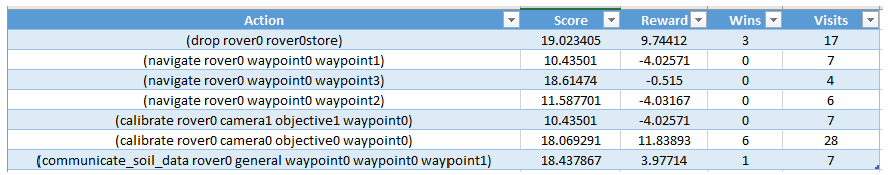 Action Score Reward Wins Visits
(drop rover0 rover0store) 19.023405 9.74412 3 17
(navigate rover0 waypoint0 waypoint1) 10.43501 -4.02571 0 7
(navigate rover0 waypoint0 waypoint3) 18.61474 -0.515 0 4
(navigate rover0 waypoint0 waypoint2) 11.587701 -4.03167 0 6
(calibrate rover0 camera1 objective1 waypoint0) 10.43501 -4.02571 0 7
(calibrate rover0 camera0 objective0 waypoint0) 18.069291 11.83893 6 28
(communicate_soil_data rover0 general waypoint0 waypoint0 waypoint1) 18.437867 3.97714 1 7